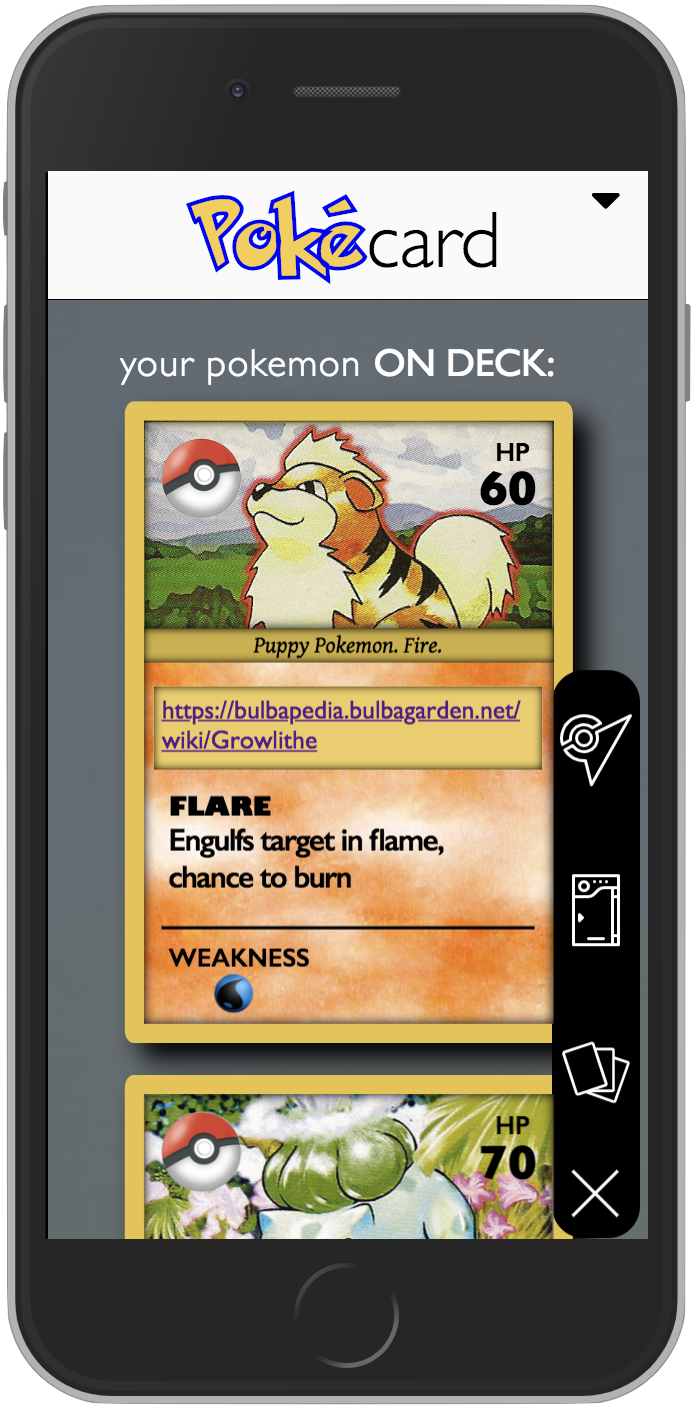 Pokécard
your pokemon ON DECK:
HP
60
Puppy Pokemon. Fire.
https://bulbapedia.bulbagarden.net/
wiki/Growlithe
FLARE
Engulfs target in flame,
chance to burn
WEAKNESS
HP
70